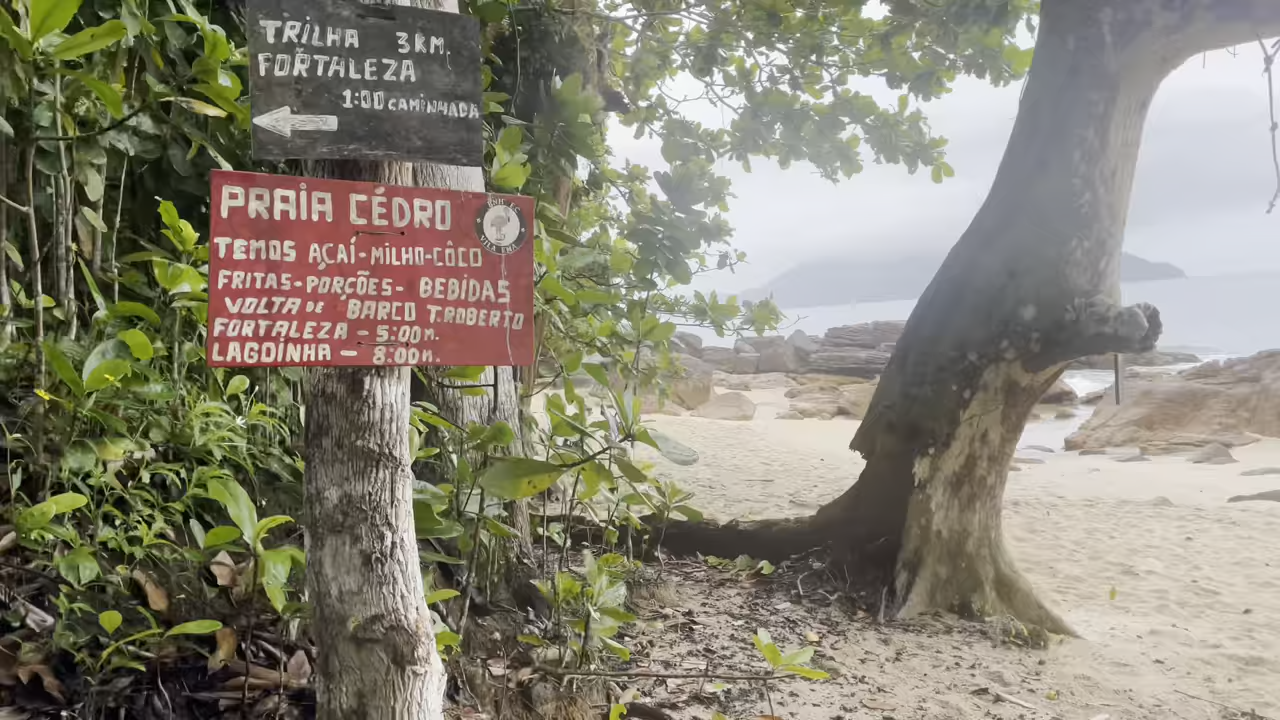 TRILHA 3KM.
FORTALEZA
1:00 CAMINHADA
PRAIA CÉDRO
TEMOS AÇAÍ-MILHO-CÔCO
FRITAS-PORÇÕES- BEBIDAS
VOLTA DE BARCO T.ROBERTO
FORTALEZA - 5:00M.
LAGOINHA - 8:00M.